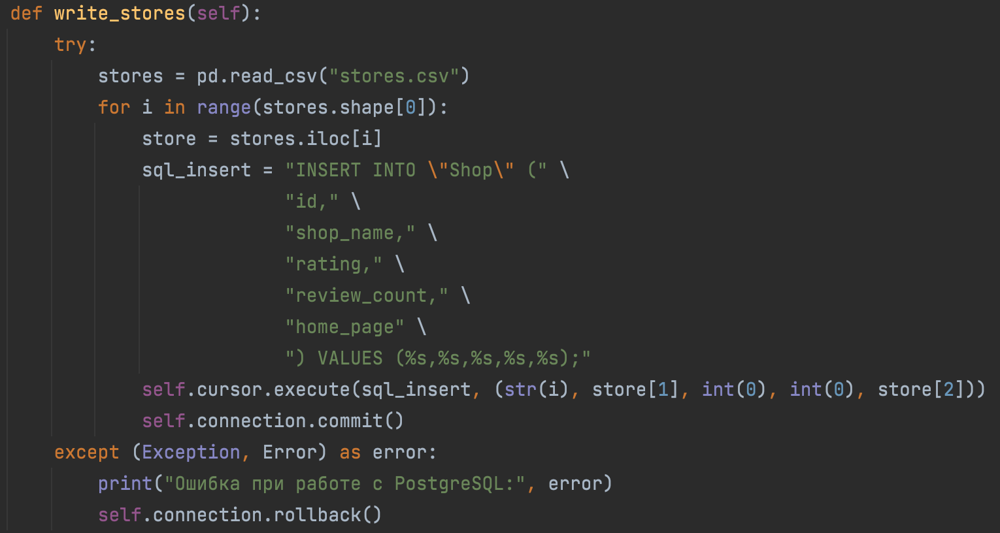 def write_stores(self):
    try:
        stores = pd.read_csv("stores.csv")
        for i in range(stores.shape[0]):
            store = stores.iloc[i]
            sql_insert = "INSERT INTO \"Shop\" (" \
                         "id," \
                         "shop_name," \
                         "rating," \
                         "review_count," \
                         "home_page" \
                         ") VALUES (%s,%s,%s,%s,%s);"
            self.cursor.execute(sql_insert, (str(i), store[1], int(0), int(0), store[2]))
            self.connection.commit()
    except (Exception, Error) as error:
        print("Ошибка при работе с PostgreSQL:", error)
        self.connection.rollback()